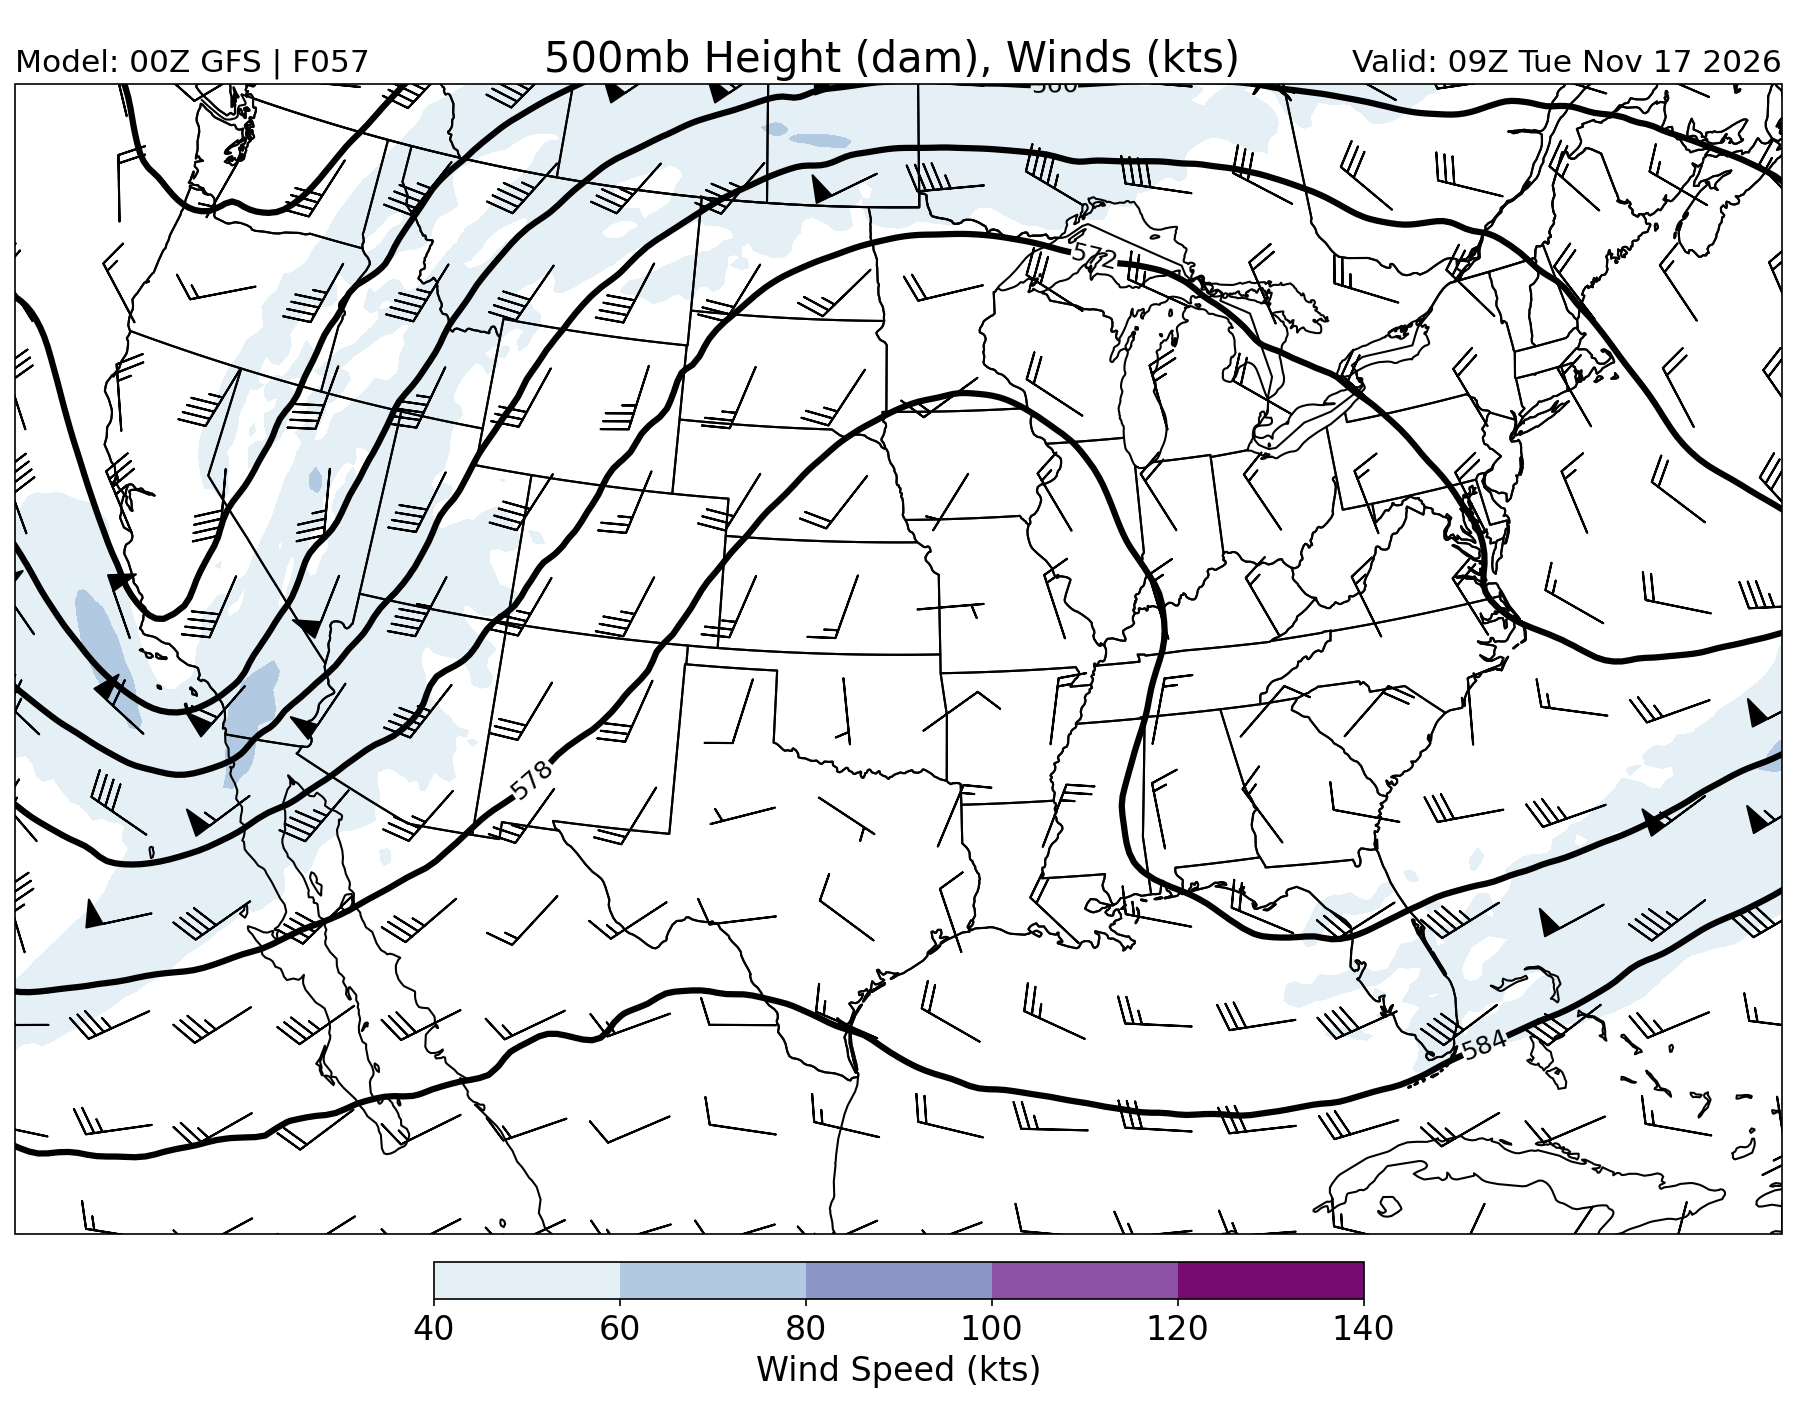 Model: 00Z GFS | F057
500mb Height (dam), Winds (kts)
Valid: 09Z Tue Nov 17 2026
572
578
584
40 60 80 100 120 140
Wind Speed (kts)